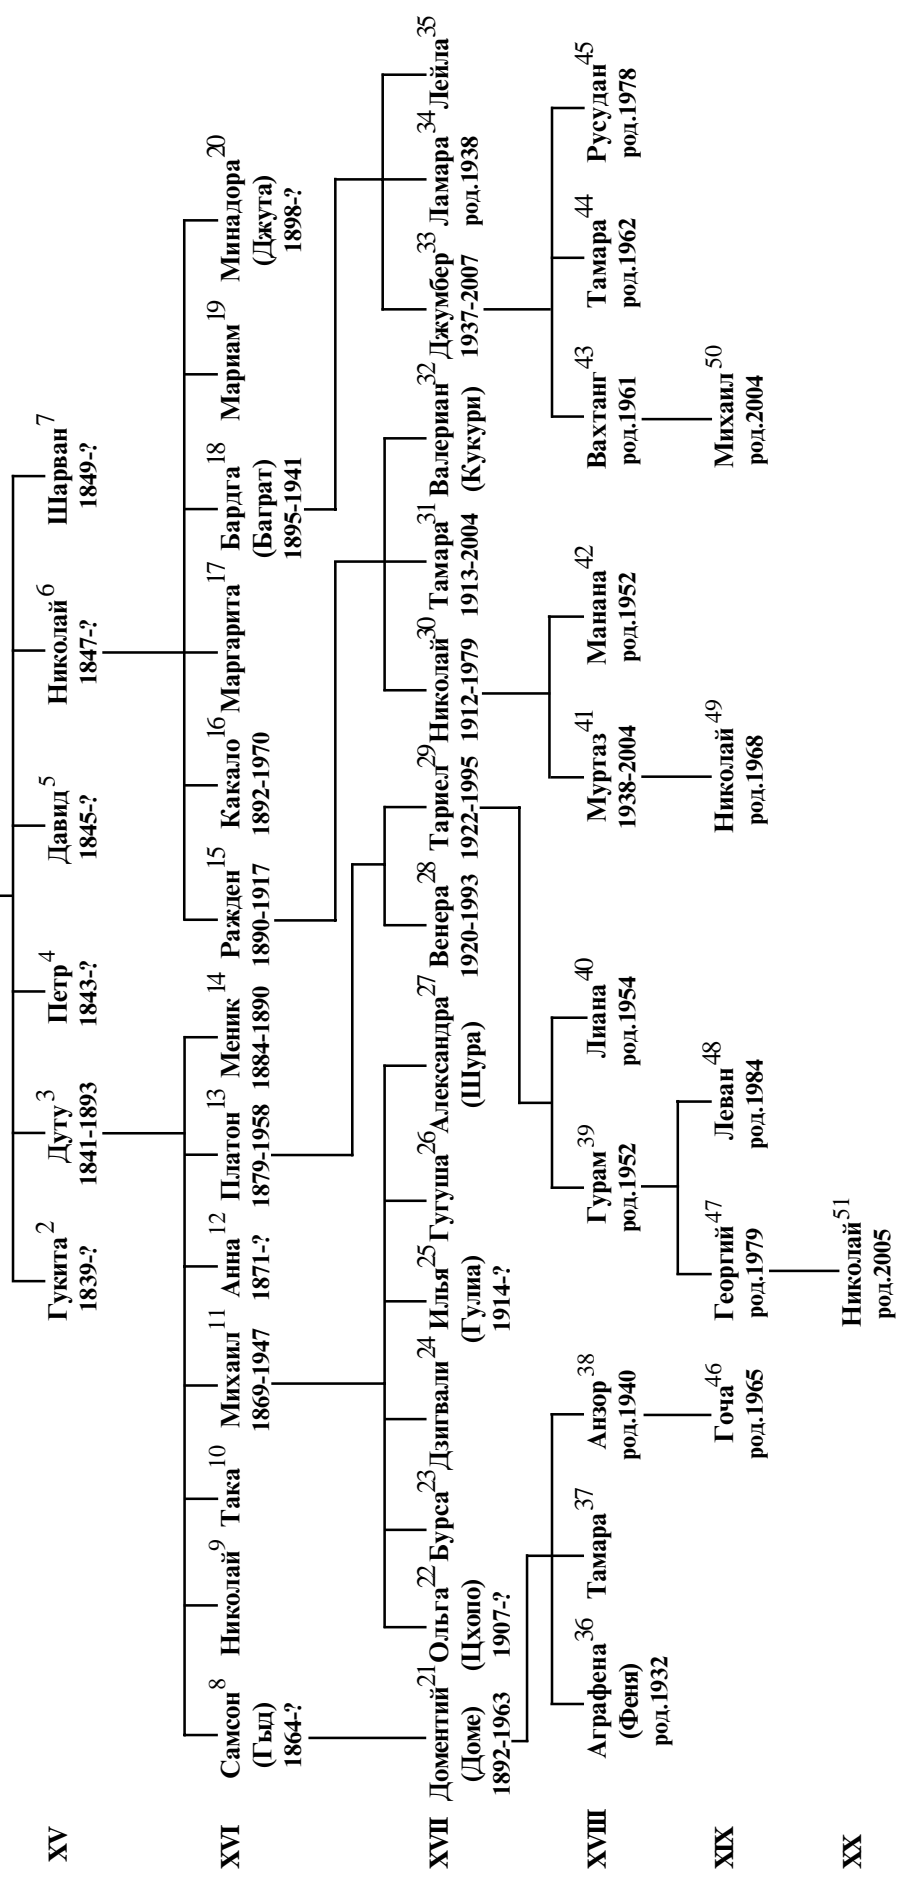 XV
Гукита 2
1839-?
Дуту 3
1841-1893
Петр 4
1843-?
Давид 5
1845-?
Николай 6
1847-?
Шарван 7
1849-?
XVI
Самсон 8
(Гыд)
1864-?
Николай 9
Така 10
Михаил 11
1869-1947
Анна 12
1871-?
Платон 13
1879-1958
Меник 14
1884-1890
Ражден 15
1890-1917
Какало 16
1892-1970
Маргарита 17
Бардга 18
(Баграт)
1895-1941
Мариам 19
Минадора 20
(Джута)
1898-?
XVII
Доментий 21
(Доме)
1892-1963
Ольга 22
(Цхопо)
1907-?
Бурса 23
Дзигвали 24
Илья 25
(Гулиа)
1914-?
Гугуша 26
Александра 27
(Шура)
Венера 28
1920-1993
Тариел 29
1922-1995
Николай 30
1912-1979
Тамара 31
1913-2004
Валериан 32
(Кукури)
Джумбер 33
1937-2007
Ламара 34
род.1938
Лейла 35
XVIII
Аграфена 36
(Феня)
род.1932
Тамара 37
Анзор 38
род.1940
Гурам 39
род.1952
Лиана 40
род.1954
Муртаз 41
1938-2004
Манана 42
род.1952
Вахтанг 43
род.1961
Тамара 44
род.1962
Русудан 45
род.1978
XIX
Гоча 46
род.1965
Георгий 47
род.1979
Леван 48
род.1984
Николай 49
род.1968
Михаил 50
род.2004
XX
Николай 51
род.2005